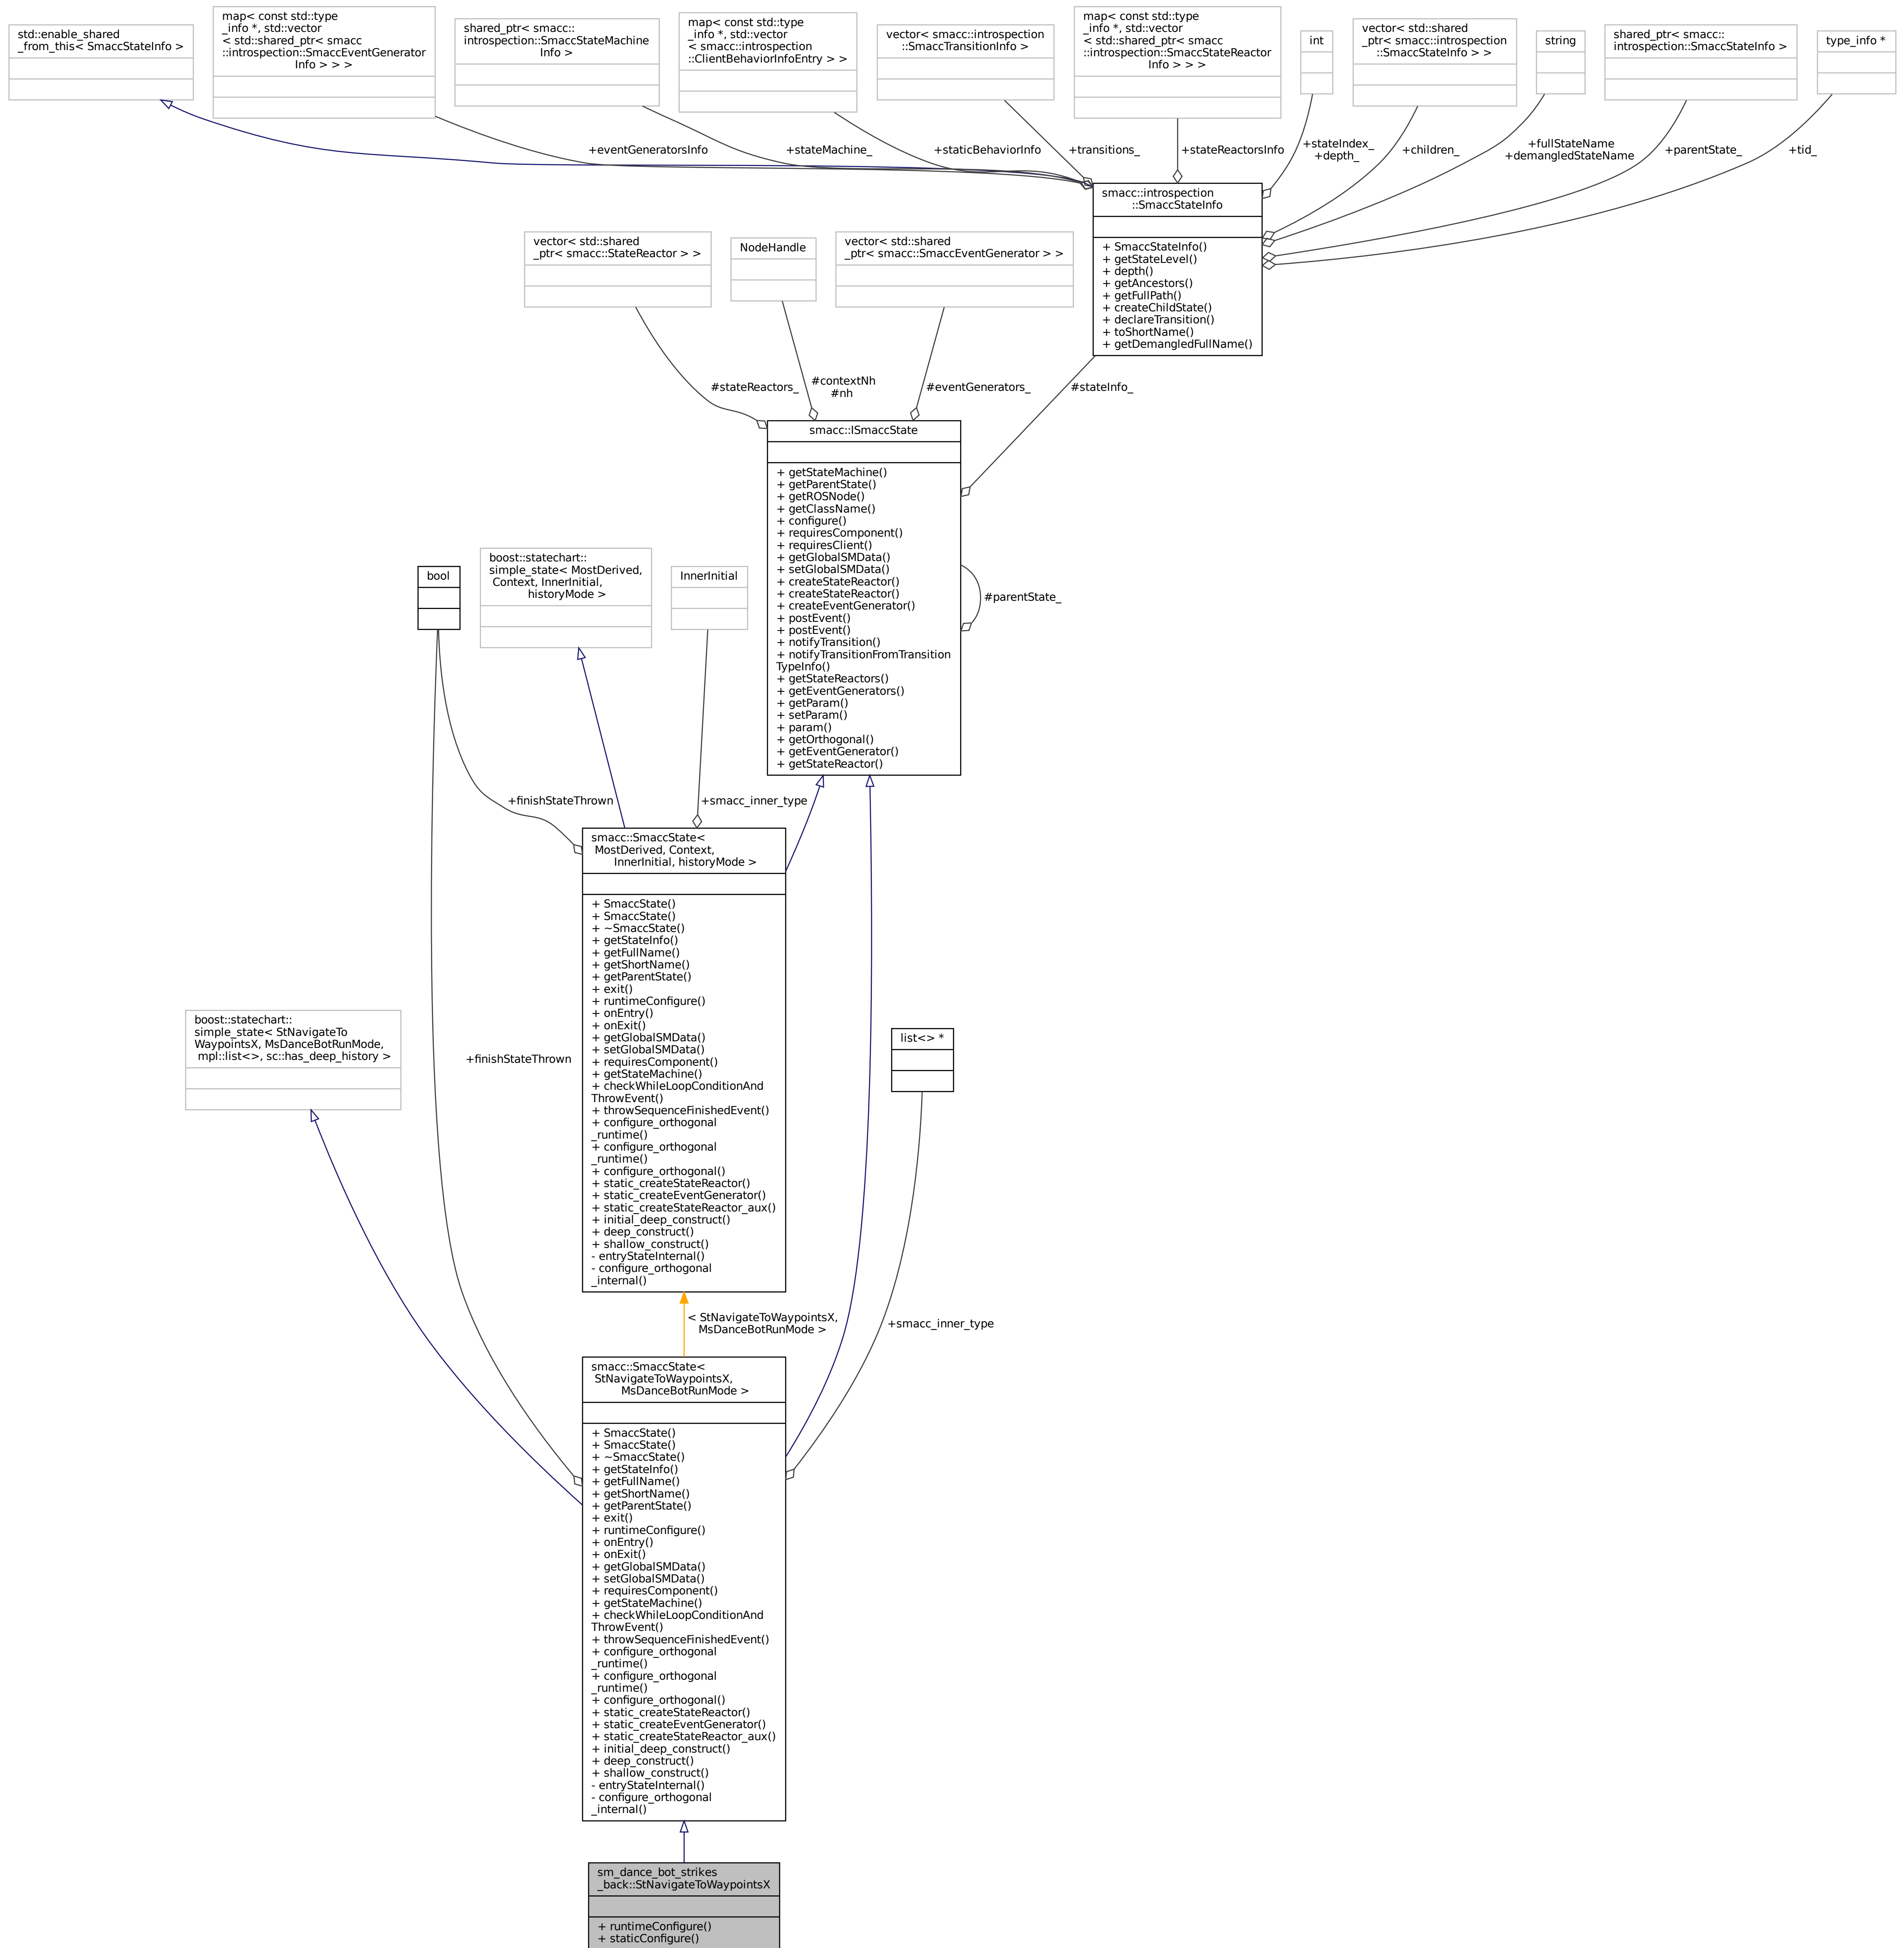 std::enable_shared
_from_this< SmaccStateInfo >
map< const std::type
_info *, std::vector
< std::shared_ptr< smacc
::introspection::SmaccEventGenerator
Info > > >
shared_ptr< smacc::
introspection::SmaccStateMachine
Info >
map< const std::type
_info *, std::vector
< smacc::introspection
::ClientBehaviorInfoEntry > >
vector< smacc::introspection
::SmaccTransitionInfo >
map< const std::type
_info *, std::vector
< std::shared_ptr< smacc
::introspection::SmaccStateReactor
Info > > >
int
vector< std::shared
_ptr< smacc::introspection
::SmaccStateInfo > >
string
shared_ptr< smacc::
introspection::SmaccStateInfo >
type_info *
+eventGeneratorsInfo
+stateMachine_
+staticBehaviorInfo
+transitions_
+stateReactorsInfo
+stateIndex_
+depth_
+children_
+fullStateName
+demangledStateName
+parentState_
+tid_
smacc::introspection
::SmaccStateInfo
+ SmaccStateInfo()
+ getStateLevel()
+ depth()
+ getAncestors()
+ getFullPath()
+ createChildState()
+ declareTransition()
+ toShortName()
+ getDemangledFullName()
vector< std::shared
_ptr< smacc::StateReactor > >
NodeHandle
vector< std::shared
_ptr< smacc::SmaccEventGenerator > >
#stateReactors_
#contextNh
#nh
#eventGenerators_
#stateInfo_
smacc::ISmaccState
+ getStateMachine()
+ getParentState()
+ getROSNode()
+ getClassName()
+ configure()
+ requiresComponent()
+ requiresClient()
+ getGlobalSMData()
+ setGlobalSMData()
+ createStateReactor()
+ createStateReactor()
+ createEventGenerator()
+ postEvent()
+ postEvent()
+ notifyTransition()
+ notifyTransitionFromTransition
TypeInfo()
+ getStateReactors()
+ getEventGenerators()
+ getParam()
+ setParam()
+ param()
+ getOrthogonal()
+ getEventGenerator()
+ getStateReactor()
#parentState_
bool
boost::statechart::
simple_state< MostDerived,
Context, InnerInitial,
historyMode >
InnerInitial
+finishStateThrown
+smacc_inner_type
smacc::SmaccState<
MostDerived, Context,
InnerInitial, historyMode >
+ SmaccState()
+ SmaccState()
+ ~SmaccState()
+ getStateInfo()
+ getFullName()
+ getShortName()
+ getParentState()
+ exit()
+ runtimeConfigure()
+ onEntry()
+ onExit()
+ getGlobalSMData()
+ setGlobalSMData()
+ requiresComponent()
+ getStateMachine()
+ checkWhileLoopConditionAnd
ThrowEvent()
+ throwSequenceFinishedEvent()
+ configure_orthogonal
_runtime()
+ configure_orthogonal
_runtime()
+ configure_orthogonal()
+ static_createStateReactor()
+ static_createEventGenerator()
+ static_createStateReactor_aux()
+ initial_deep_construct()
+ deep_construct()
+ shallow_construct()
- entryStateInternal()
- configure_orthogonal
_internal()
boost::statechart::
simple_state< StNavigateTo
WaypointsX, MsDanceBotRunMode,
mpl::list<>, sc::has_deep_history >
+finishStateThrown
list<> *
< StNavigateToWaypointsX,
MsDanceBotRunMode >
+smacc_inner_type
smacc::SmaccState<
StNavigateToWaypointsX,
MsDanceBotRunMode >
+ SmaccState()
+ SmaccState()
+ ~SmaccState()
+ getStateInfo()
+ getFullName()
+ getShortName()
+ getParentState()
+ exit()
+ runtimeConfigure()
+ onEntry()
+ onExit()
+ getGlobalSMData()
+ setGlobalSMData()
+ requiresComponent()
+ getStateMachine()
+ checkWhileLoopConditionAnd
ThrowEvent()
+ throwSequenceFinishedEvent()
+ configure_orthogonal
_runtime()
+ configure_orthogonal
_runtime()
+ configure_orthogonal()
+ static_createStateReactor()
+ static_createEventGenerator()
+ static_createStateReactor_aux()
+ initial_deep_construct()
+ deep_construct()
+ shallow_construct()
- entryStateInternal()
- configure_orthogonal
_internal()
sm_dance_bot_strikes
_back::StNavigateToWaypointsX
+ runtimeConfigure()
+ staticConfigure()